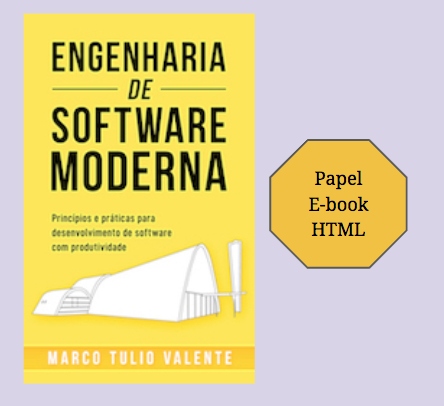 ENGENHARIA
DE
SOFTWARE
MODERNA
Princípios e práticas para
desenvolvimento de software
com produtividade
MARCO TULIO VALENTE
Papel
E-book
HTML